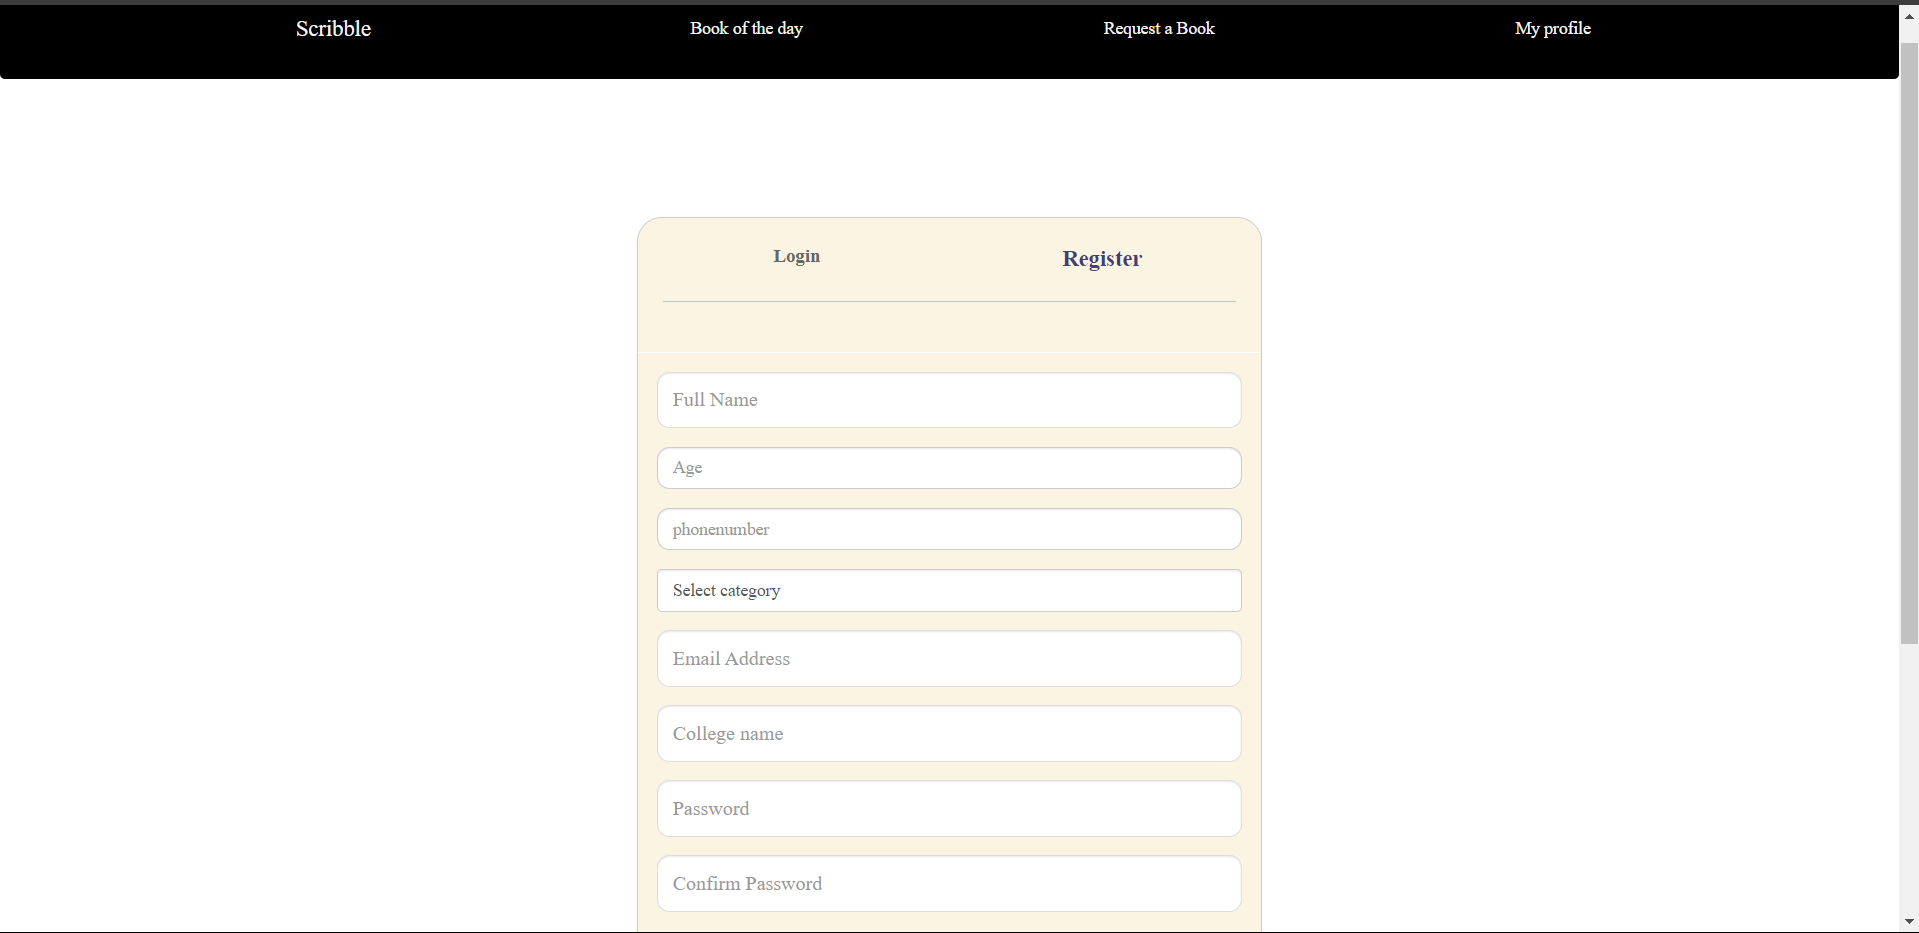 Scribble Book of the day Request a Book My profile
Login Register
Full Name
Age
phonenumber
Select category
Email Address
College name
Password
Confirm Password